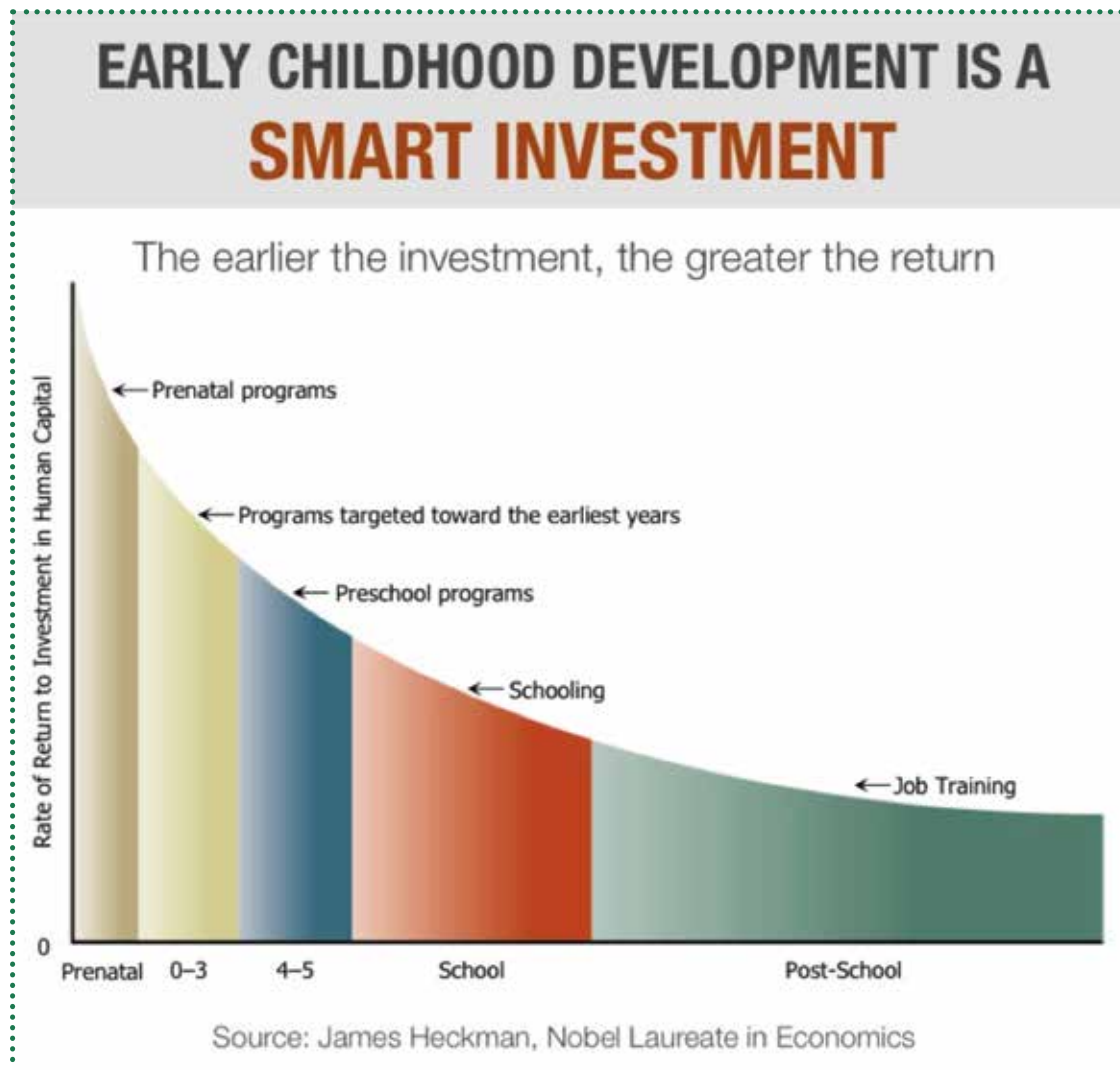 EARLY CHILDHOOD DEVELOPMENT IS A
SMART INVESTMENT
The earlier the investment, the greater the return
Rate of Return to Investment in Human Capital
Prenatal programs
Programs targeted toward the earliest years
Preschool programs
Schooling
Job Training
0
Prenatal 0–3 4–5 School Post-School
Source: James Heckman, Nobel Laureate in Economics